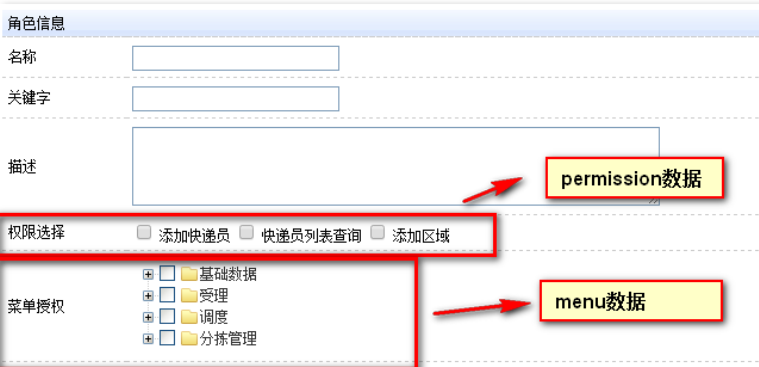 角色信息
名称
关键字
描述
permission数据
权限选择 添加快递员 快递员列表查询 添加区域
基础数据
受理
menu数据
菜单授权
调度
分拣管理